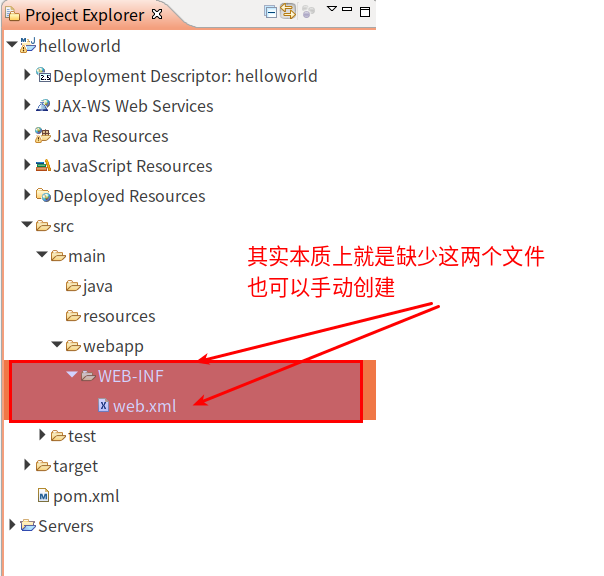 Project Explorer
helloworld
2.5 Deployment Descriptor: helloworld
JAX-WS Web Services
Java Resources
JavaScript Resources
Deployed Resources
src
main
其实本质上就是缺少这两个文件
也可以手动创建
java
resources
webapp
WEB-INF
X web.xml
test
target
M pom.xml
Servers